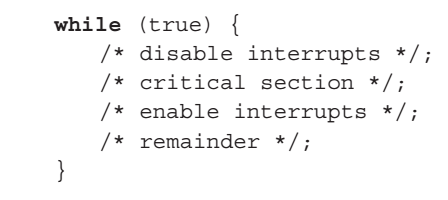 while (true) {
/* disable interrupts */;
/* critical section */;
/* enable interrupts */;
/* remainder */;
}